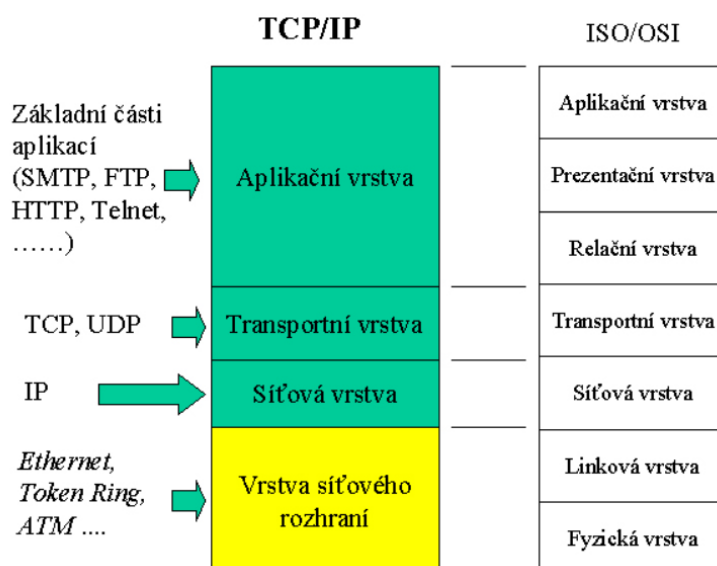 TCP/IP
ISO/OSI
Základní části
aplikací
(SMTP, FTP,
HTTP, Telnet,
……)
Aplikační vrstva
TCP, UDP
Transportní vrstva
IP
Síťová vrstva
Ethernet,
Token Ring,
ATM ....
Vrstva síťového
rozhraní
Aplikační vrstva
Prezentační vrstva
Relační vrstva
Transportní vrstva
Síťová vrstva
Linková vrstva
Fyzická vrstva